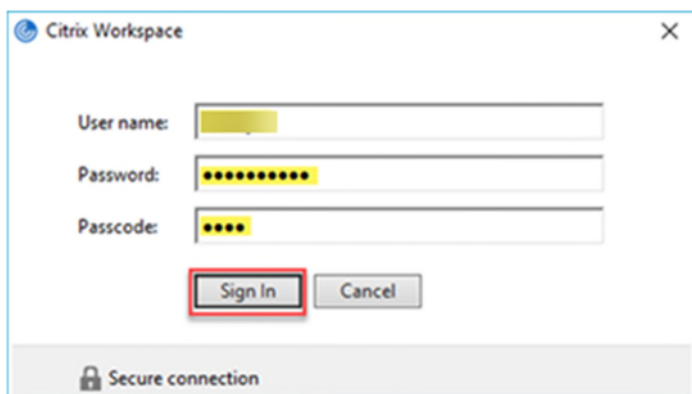 Citrix Workspace
User name:
Password: ●●●●●●●●●●
Passcode: ●●●●
Sign In Cancel
Secure connection